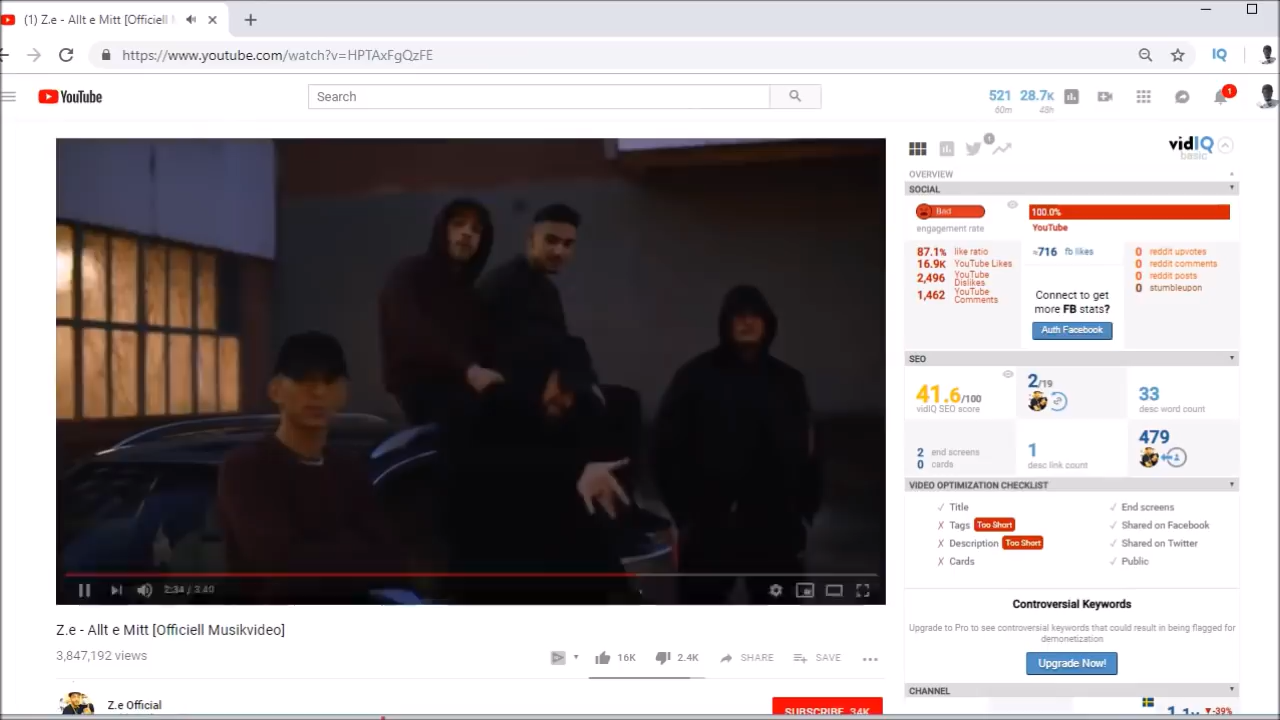 (1) Z.e - Allt e Mitt [Officiell M
https://www.youtube.com/watch?v=HPTAxFgQzFE
IQ
YouTube
Search
521 28.7K
60m 48h
1
vidIQ
basic
1
OVERVIEW
SOCIAL
Bad
engagement rate
100.0%
YouTube
87.1% like ratio
16.9K YouTube Likes
2,496 YouTube Dislikes
1,462 YouTube Comments
≈716 fb likes
Connect to get
more FB stats?
Auth Facebook
0 reddit upvotes
0 reddit comments
0 reddit posts
0 stumbleupon
SEO
41.6/100
vidIQ SEO score
2/19
33
desc word count
2 end screens
0 cards
1
desc link count
479
VIDEO OPTIMIZATION CHECKLIST
Title
Tags Too Short
Description Too Short
Cards
End screens
Shared on Facebook
Shared on Twitter
Public
Controversial Keywords
Upgrade to Pro to see controversial keywords that could result in being flagged for
demonetization
Upgrade Now!
CHANNEL
-39%
2:34 / 3:40
Z.e - Allt e Mitt [Officiell Musikvideo]
3,847,192 views
16K 2.4K SHARE SAVE
Z.e Official
SUBSCRIBE 34K